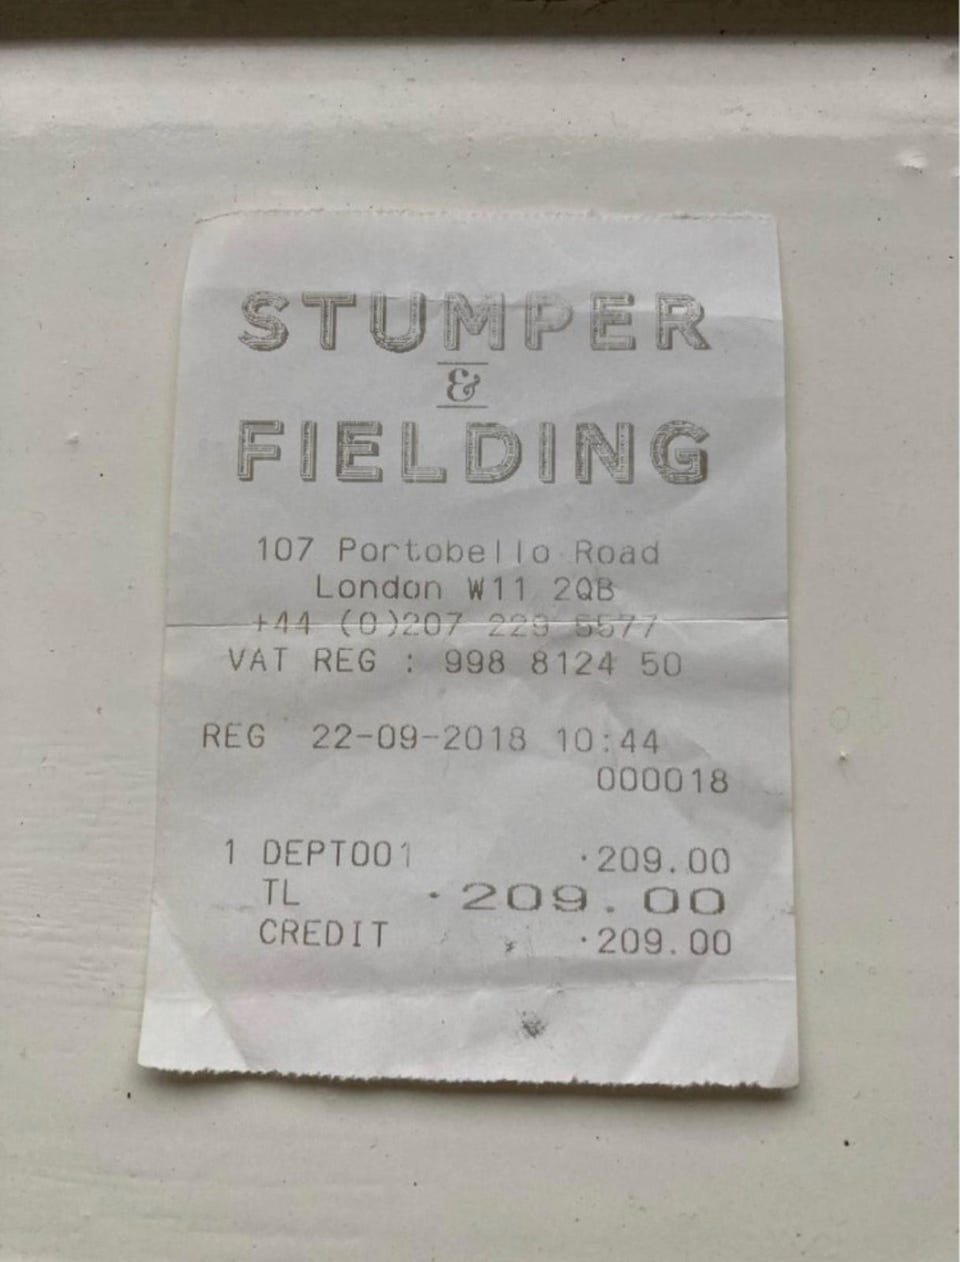 STUMPER
&
FIELDING
107 Portobello Road
London W11 2QB
+44 (0)207 229 5577
VAT REG : 998 8124 50
REG 22-09-2018 10:44
000018
1 DEPT001 ·209.00
TL ·209.00
CREDIT ·209.00